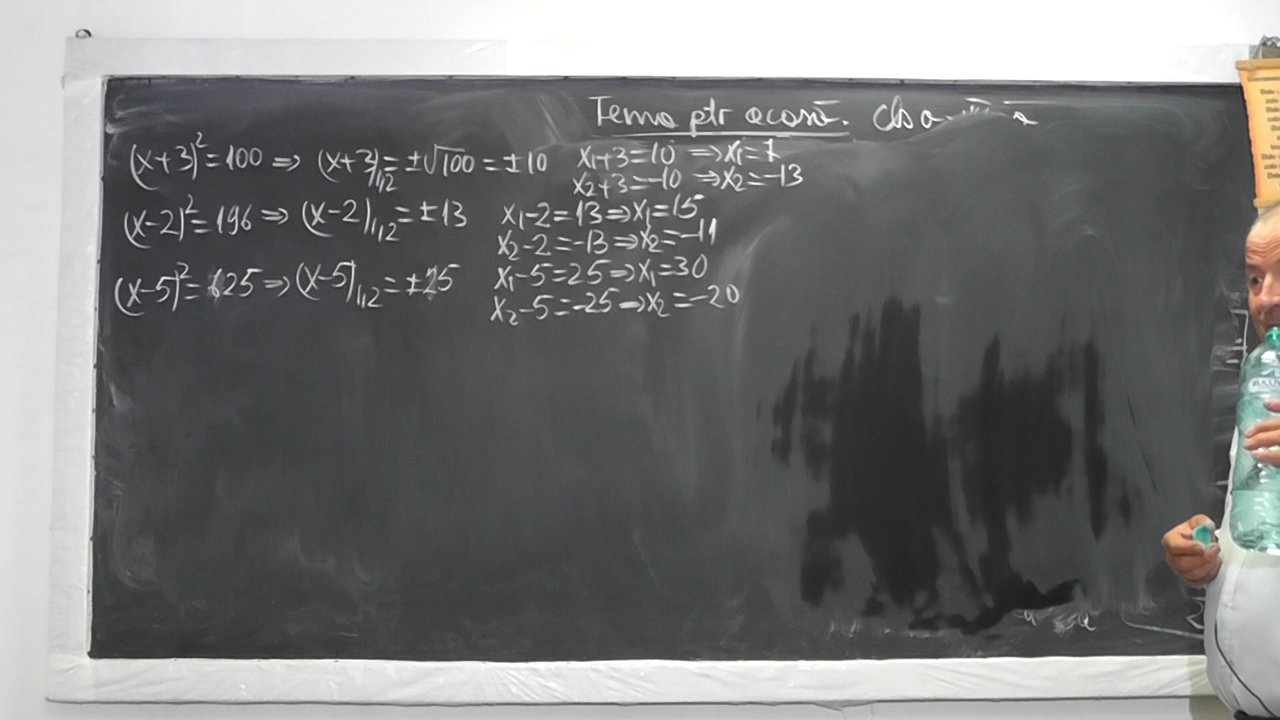 Temă ptr acasă.
(x+3)²=100 ⇒ (x+3)₁,₂=±√100=±10 x₁+3=10 ⇒x₁=7
x₂+3=-10 ⇒x₂=-13
(x-2)²=196 ⇒ (x-2)₁,₂=±13 x₁-2=13⇒x₁=15
x₂-2=-13⇒x₂=-11
(x-5)²=625⇒(x-5)₁,₂=±25 x₁-5=25⇒x₁=30
x₂-5=-25⇒x₂=-20